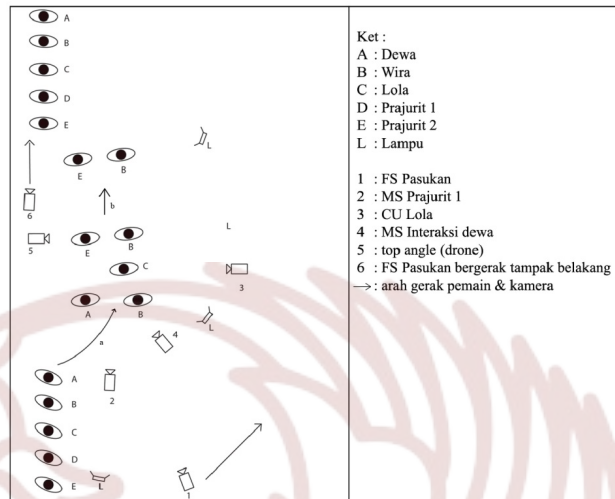 A
B
C
D
E
L
E
B
6
b
5
E
B
L
C
3
A
B
L
4
a
A
2
B
C
D
E
L
1
Ket :
A : Dewa
B : Wira
C : Lola
D : Prajurit 1
E : Prajurit 2
L : Lampu
1 : FS Pasukan
2 : MS Prajurit 1
3 : CU Lola
4 : MS Interaksi dewa
5 : top angle (drone)
6 : FS Pasukan bergerak tampak belakang
→: arah gerak pemain & kamera